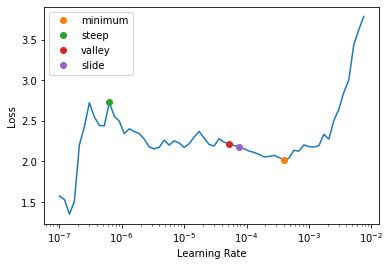 minimum
steep
valley
slide
3.5
3.0
2.5
2.0
1.5
Loss
10⁻⁷
10⁻⁶
10⁻⁵
10⁻⁴
10⁻³
10⁻²
Learning Rate